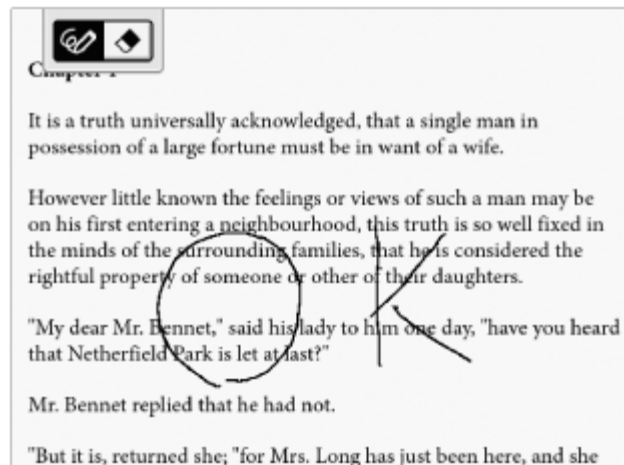 Chapter 1
It is a truth universally acknowledged, that a single man in
possession of a large fortune must be in want of a wife.
However little known the feelings or views of such a man may be
on his first entering a neighbourhood, this truth is so well fixed in
the minds of the surrounding families, that he is considered the
rightful property of someone or other of their daughters.
OK
"My dear Mr. Bennet," said his lady to him one day, "have you heard
that Netherfield Park is let at last?"
Mr. Bennet replied that he had not.
"But it is, returned she; "for Mrs. Long has just been here, and she